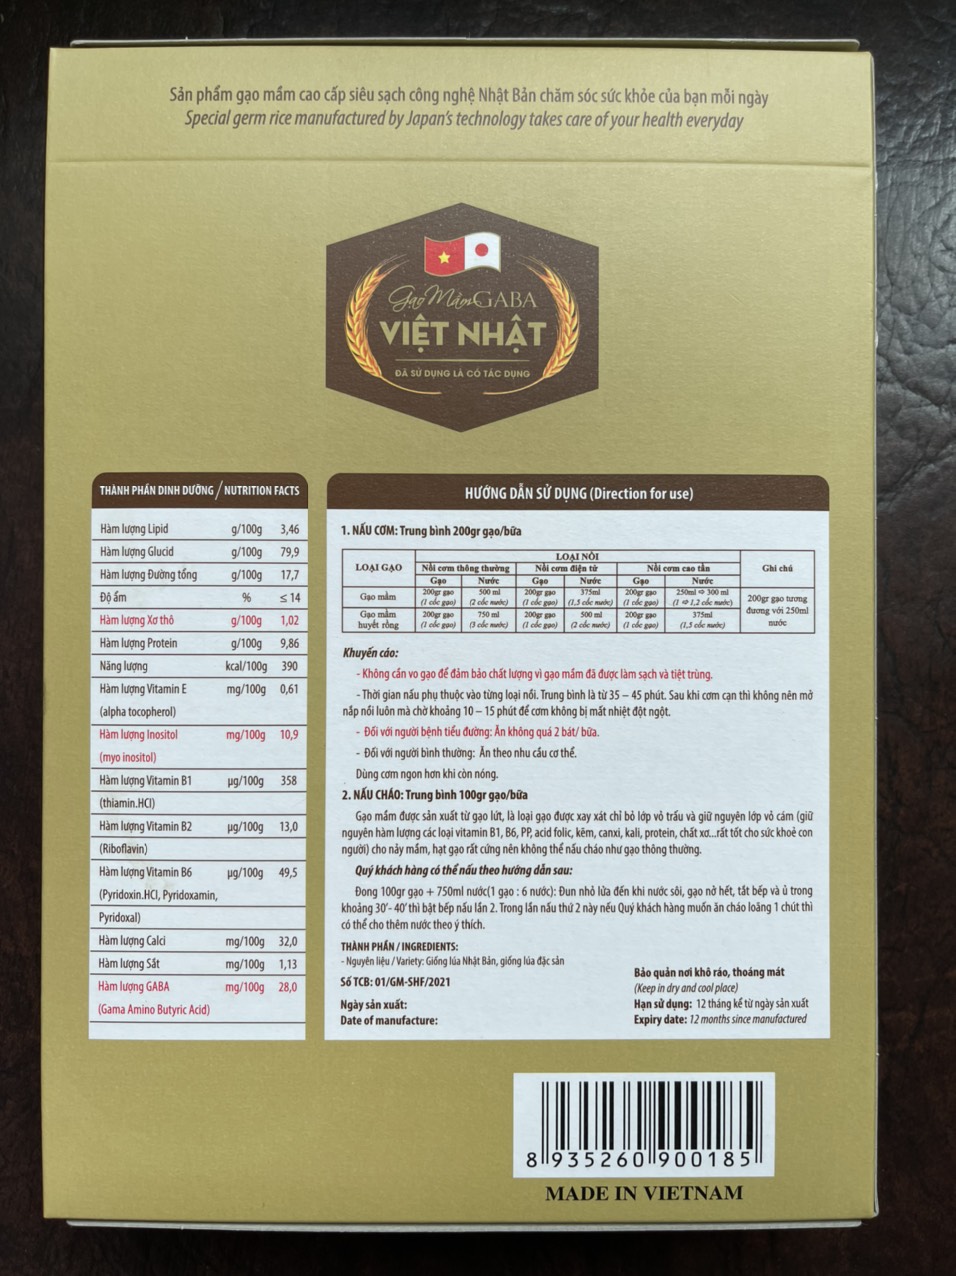 Sản phẩm gạo mầm cao cấp siêu sạch công nghệ Nhật Bản chăm sóc sức khỏe của bạn mỗi ngày
Special germ rice manufactured by Japan's technology takes care of your health everyday
Gạo Mầm GABA
VIỆT NHẬT
ĐÃ SỬ DỤNG LÀ CÓ TÁC DỤNG
THÀNH PHẦN DINH DƯỠNG / NUTRITION FACTS
Hàm lượng Lipid g/100g 3,46
Hàm lượng Glucid g/100g 79,9
Hàm lượng Đường tổng g/100g 17,7
Độ ẩm % ≤ 14
Hàm lượng Xơ thô g/100g 1,02
Hàm lượng Protein g/100g 9,86
Năng lượng kcal/100g 390
Hàm lượng Vitamin E mg/100g 0,61
(alpha tocopherol)
Hàm lượng Inositol mg/100g 10,9
(myo inositol)
Hàm lượng Vitamin B1 µg/100g 358
(thiamin.HCl)
Hàm lượng Vitamin B2 µg/100g 13,0
(Riboflavin)
Hàm lượng Vitamin B6 µg/100g 49,5
(Pyridoxin.HCl, Pyridoxamin,
Pyridoxal)
Hàm lượng Calci mg/100g 32,0
Hàm lượng Sắt mg/100g 1,13
Hàm lượng GABA mg/100g 28,0
(Gama Amino Butyric Acid)
HƯỚNG DẪN SỬ DỤNG (Direction for use)
1. NẤU CƠM: Trung bình 200gr gạo/bữa
LOẠI GẠO LOẠI NỒI Ghi chú
Nồi cơm thông thường Nồi cơm điện tử Nồi cơm cao tần
Gạo Nước Gạo Nước Gạo Nước
Gạo mầm 200gr gạo 500 ml 200gr gạo 375ml 200gr gạo 250ml ⇨ 300 ml
(1 cốc gạo) (2 cốc nước) (1 cốc gạo) (1,5 cốc nước) (1 cốc gạo) (1 ⇨ 1,2 cốc nước)
Gạo mầm huyết rồng 200gr gạo 750 ml 200gr gạo 500 ml 200gr gạo 375ml
(1 cốc gạo) (3 cốc nước) (1 cốc gạo) (2 cốc nước) (1 cốc gạo) (1,5 cốc nước)
200gr gạo tương
đương với 250ml
nước
Khuyến cáo:
- Không cần vo gạo để đảm bảo chất lượng vì gạo mầm đã được làm sạch và tiệt trùng.
- Thời gian nấu phụ thuộc vào từng loại nồi. Trung bình là từ 35 – 45 phút. Sau khi cơm cạn thì không nên mở
nắp nồi luôn mà chờ khoảng 10 – 15 phút để cơm không bị mất nhiệt đột ngột.
- Đối với người bệnh tiểu đường: Ăn không quá 2 bát/ bữa.
- Đối với người bình thường: Ăn theo nhu cầu cơ thể.
Dùng cơm ngon hơn khi còn nóng.
2. NẤU CHÁO: Trung bình 100gr gạo/bữa
Gạo mầm được sản xuất từ gạo lứt, là loại gạo được xay xát chỉ bỏ lớp vỏ trấu và giữ nguyên lớp vỏ cám (giữ
nguyên hàm lượng các loại vitamin B1, B6, PP, acid folic, kẽm, canxi, kali, protein, chất xơ...rất tốt cho sức khoẻ con
người) cho nảy mầm, hạt gạo rất cứng nên không thể nấu cháo như gạo thông thường.
Quý khách hàng có thể nấu theo hướng dẫn sau:
Đong 100gr gạo + 750ml nước(1 gạo : 6 nước): Đun nhỏ lửa đến khi nước sôi, gạo nở hết, tắt bếp và ủ trong
khoảng 30'- 40' thì bật bếp nấu lần 2. Trong lần nấu thứ 2 này nếu Quý khách hàng muốn ăn cháo loãng 1 chút thì
có thể cho thêm nước theo ý thích.
THÀNH PHẦN / INGREDIENTS:
- Nguyên liệu / Variety: Giống lúa Nhật Bản, giống lúa đặc sản
Số TCB: 01/GM-SHF/2021
Ngày sản xuất:
Date of manufacture:
Bảo quản nơi khô ráo, thoáng mát
(Keep in dry and cool place)
Hạn sử dụng: 12 tháng kể từ ngày sản xuất
Expiry date: 12 months since manufactured
8 935260 900185
MADE IN VIETNAM